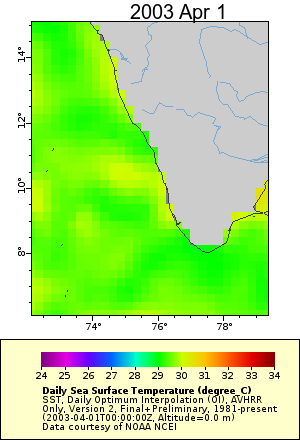 2003 Apr 1
14°
12°
10°
8°
74° 76° 78°
24 25 26 27 28 29 30 31 32 33 34
Daily Sea Surface Temperature (degree_C)
SST, Daily Optimum Interpolation (OI), AVHRR
Only, Version 2, Final+Preliminary, 1981-present
(2003-04-01T00:00:00Z, Altitude=0.0 m)
Data courtesy of NOAA NCEI